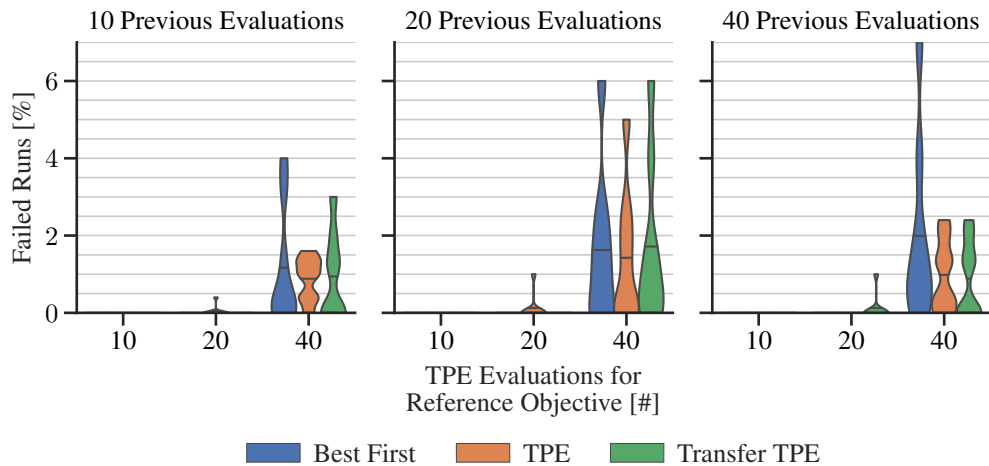 10 Previous Evaluations
20 Previous Evaluations
40 Previous Evaluations
Failed Runs [%]
6
4
2
0
10
20
40
10
20
40
10
20
40
TPE Evaluations for
Reference Objective [#]
Best First
TPE
Transfer TPE